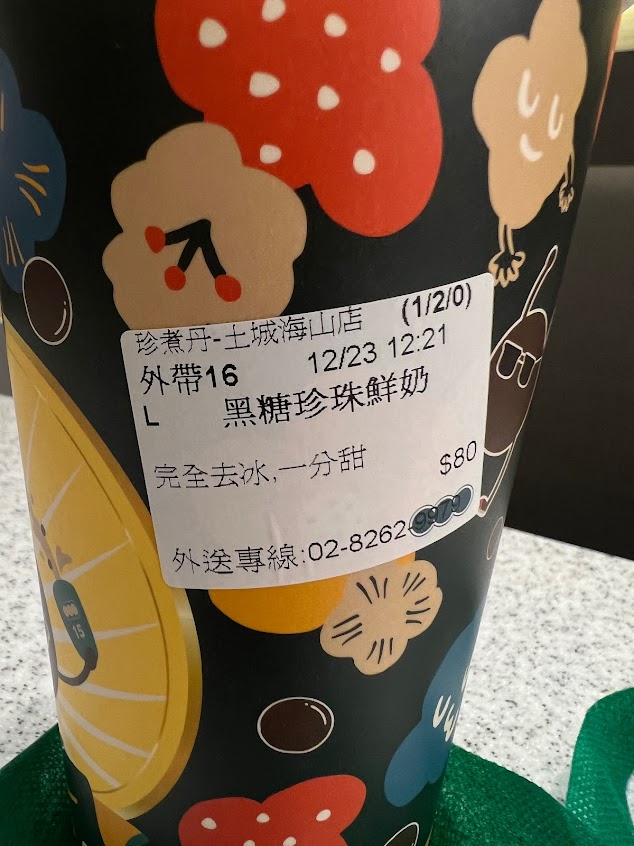 珍煮丹-土城海山店 (1/2/0)
外帶16 12/23 12:21
L 黑糖珍珠鮮奶
完全去冰,一分甜 $80
外送專線:02-8262-
15